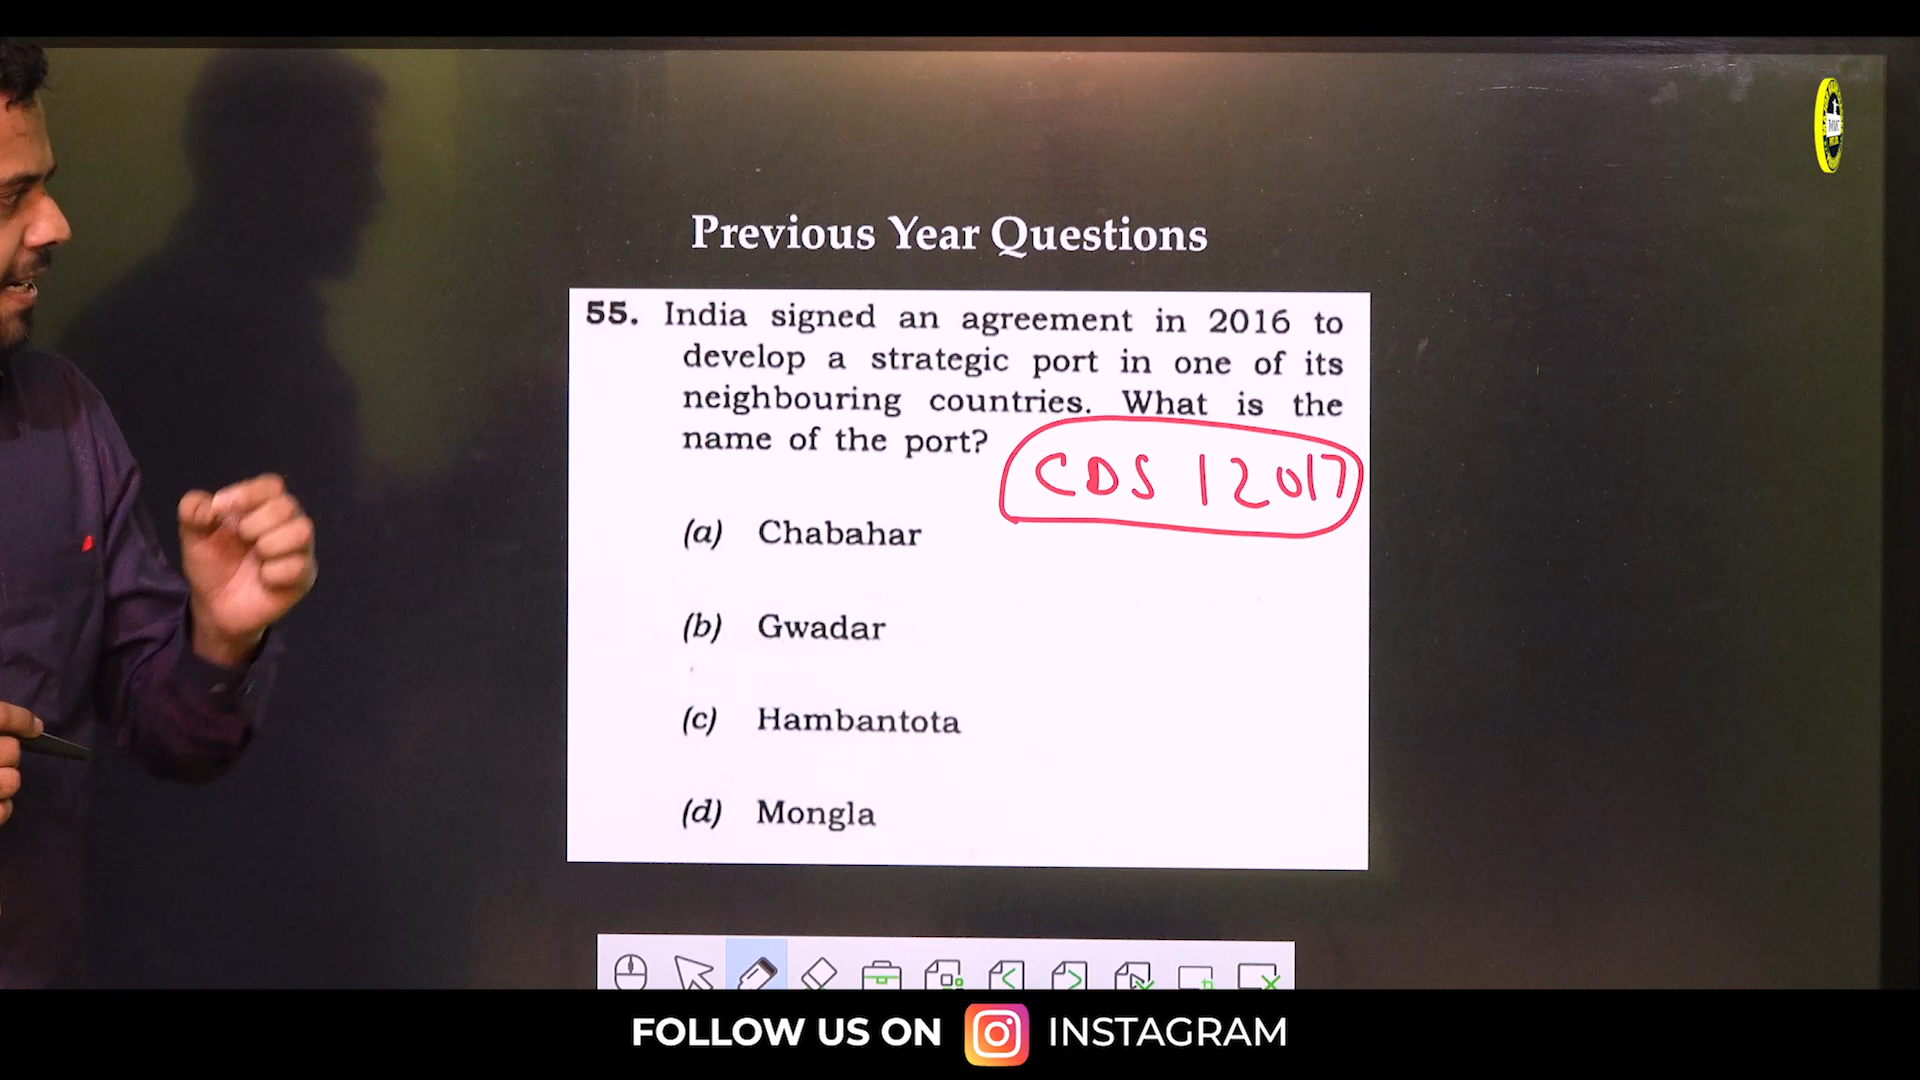 Previous Year Questions
55. India signed an agreement in 2016 to
develop a strategic port in one of its
neighbouring countries. What is the
name of the port?
CDS 1 2017
(a) Chabahar
(b) Gwadar
(c) Hambantota
(d) Mongla
FOLLOW US ON INSTAGRAM